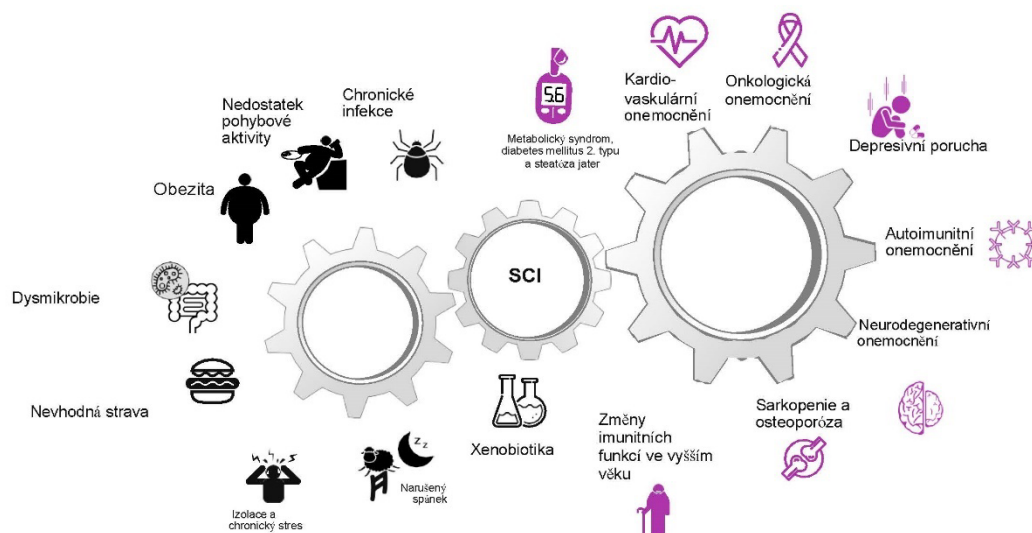 Nedostatek
pohybové
aktivity
Chronické
infekce
Obezita
Dysmikrobie
Nevhodná strava
Izolace a
chronický stres
z z
Narušený
spánek
Xenobiotika
SCI
5.6
Metabolický syndrom,
diabetes mellitus 2. typu
a steatóza jater
Kardio-
vaskulární
onemocnění
Onkologická
onemocnění
Depresivní porucha
Autoimunitní
onemocnění
Neurodegenerativní
onemocnění
Sarkopenie a
osteoporóza
Změny
imunitních
funkcí ve vyšším
věku